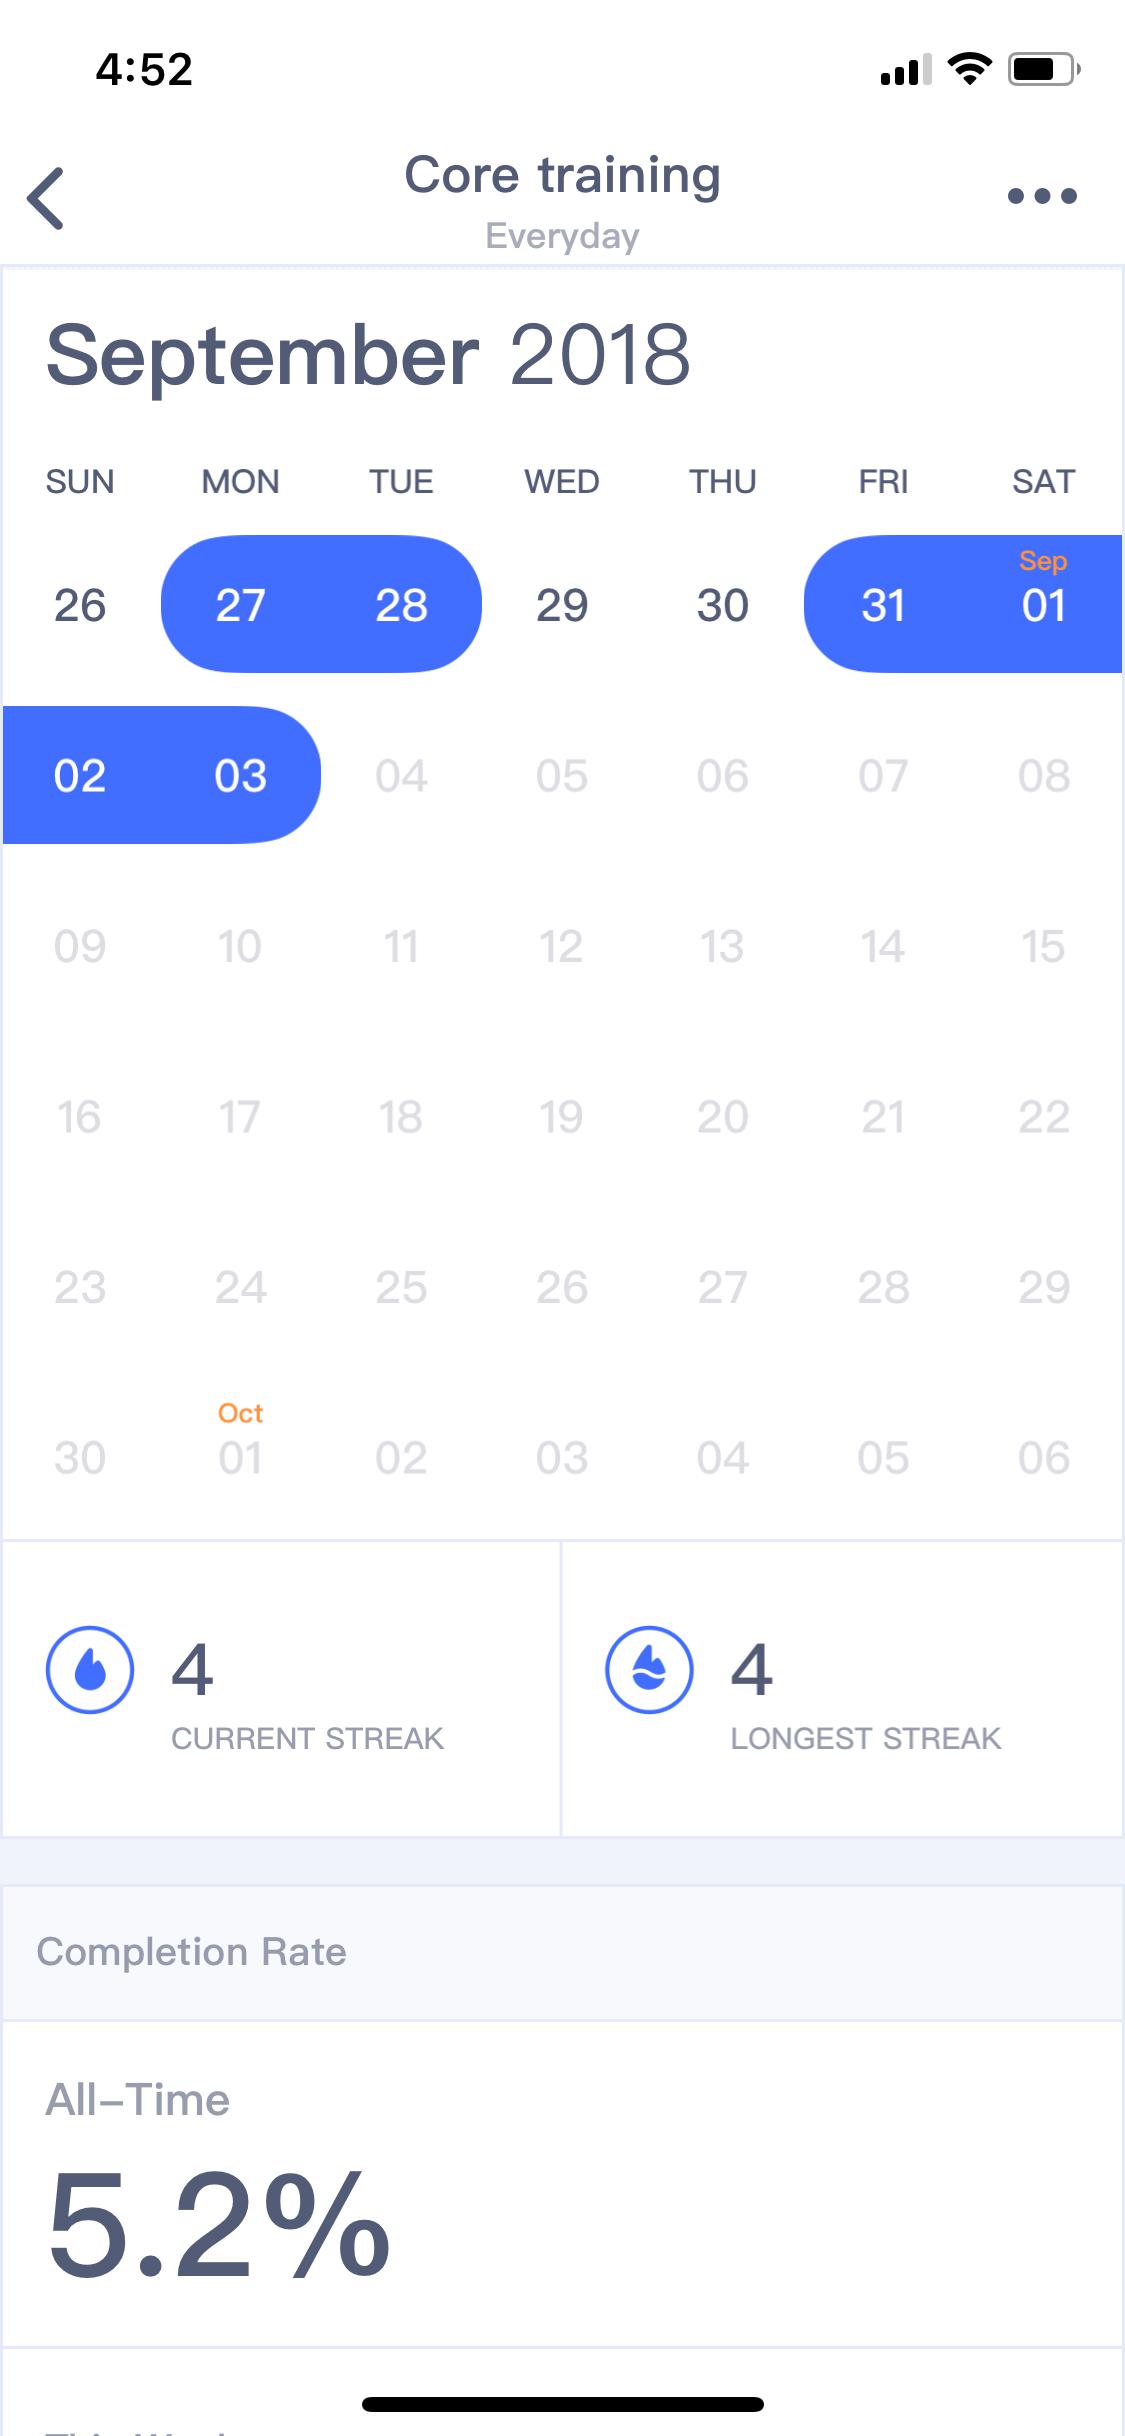 4:52
Core training
Everyday
September 2018
SUN MON TUE WED THU FRI SAT
Sep
26 27 28 29 30 31 01
02 03 04 05 06 07 08
09 10 11 12 13 14 15
16 17 18 19 20 21 22
23 24 25 26 27 28 29
Oct
30 01 02 03 04 05 06
4
CURRENT STREAK
4
LONGEST STREAK
Completion Rate
All-Time
5.2%